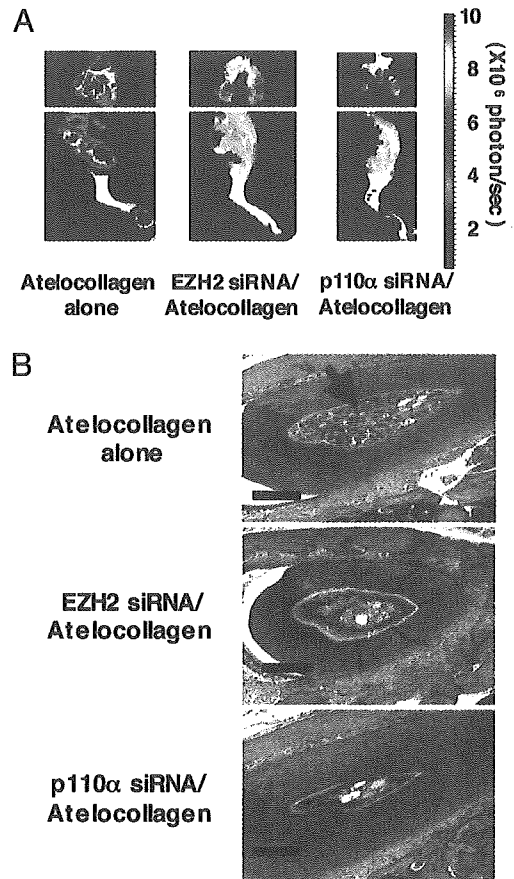 A
10
8
6
4
2
(X10⁶ photon/sec)
Atelocollagen
alone
EZH2 siRNA/
Atelocollagen
p110α siRNA/
Atelocollagen
B
Atelocollagen
alone
EZH2 siRNA/
Atelocollagen
p110α siRNA/
Atelocollagen